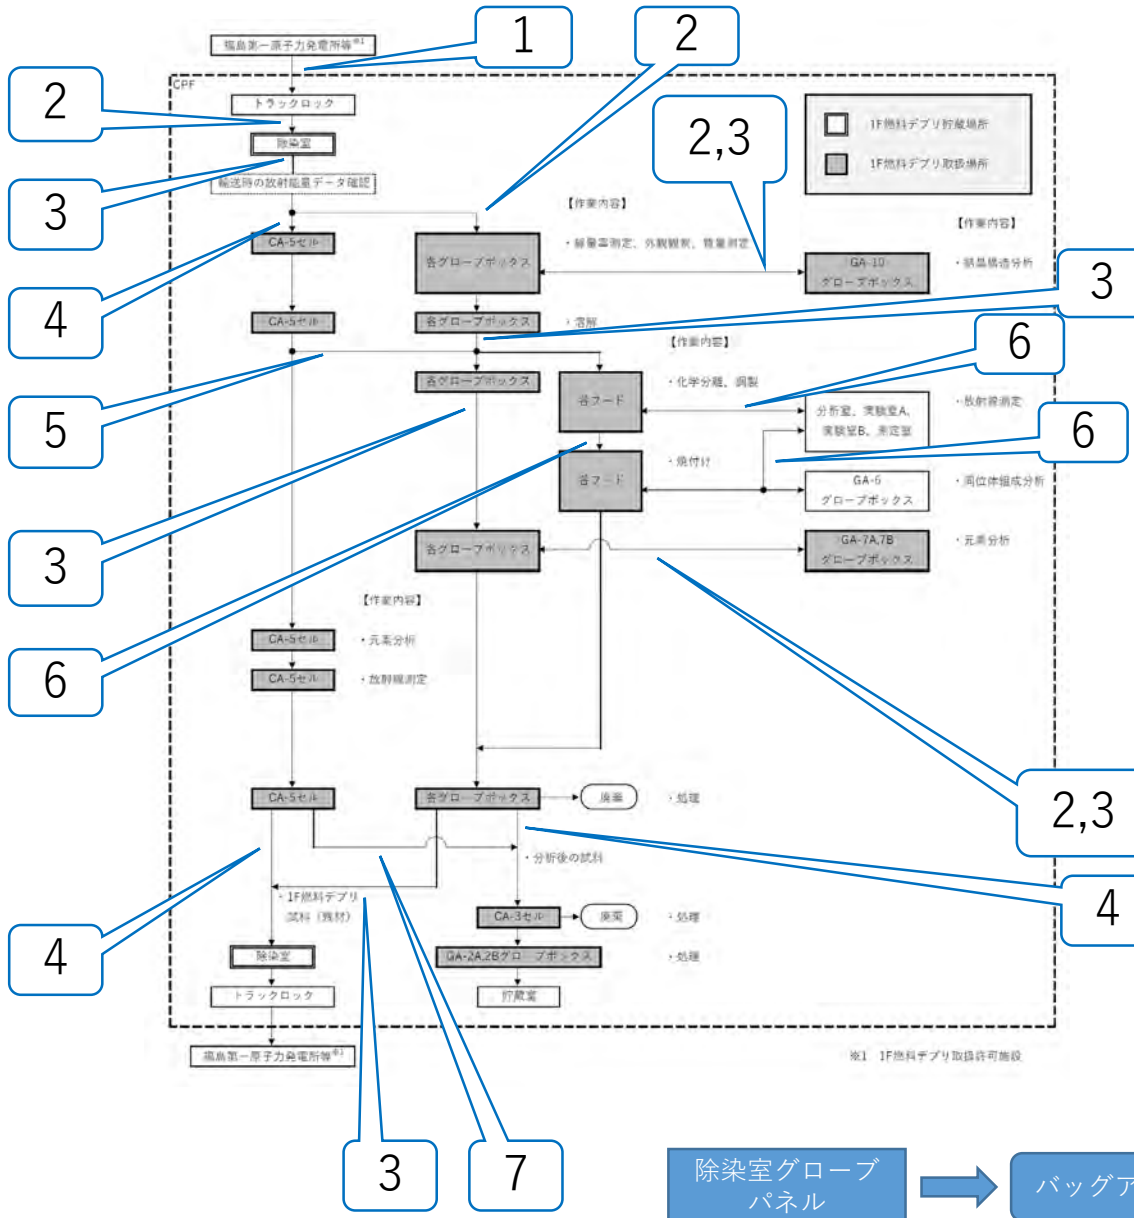 福島第一原子力発電所等※1
1
2
CPF
トラックロック
2
除染室
3
輸送時の放射能量データ確認
1F燃料デブリ貯蔵場所
1F燃料デブリ取扱場所
2,3
【作業内容】
【作業内容】
CA-5セル
各グローブボックス
・線量率測定、外観観察、質量測定
GA-10
グローブボックス
・結晶構造分析
4
CA-5セル
各グローブボックス
・溶解
3
【作業内容】
5
各グローブボックス
各フード
・化学分離、調製
6
分析室、実験室A、
実験室B、測定室
・放射線測定
6
・焼付け
各フード
GA-6
グローブボックス
・同位体組成分析
3
各グローブボックス
GA-7A,7B
グローブボックス
・元素分析
【作業内容】
CA-5セル
・元素分析
6
CA-5セル
・放射線測定
CA-5セル
各グローブボックス
廃棄
・処理
2,3
・分析後の試料
4
・1F燃料デブリ
試料（残材）
CA-3セル
廃棄
・処理
4
除染室
GA-2A,2Bグローブボックス
・処理
トラックロック
貯蔵室
福島第一原子力発電所等※1
※1 1F燃料デブリ取扱許可施設
3
7
除染室グローブ
パネル
バッグア